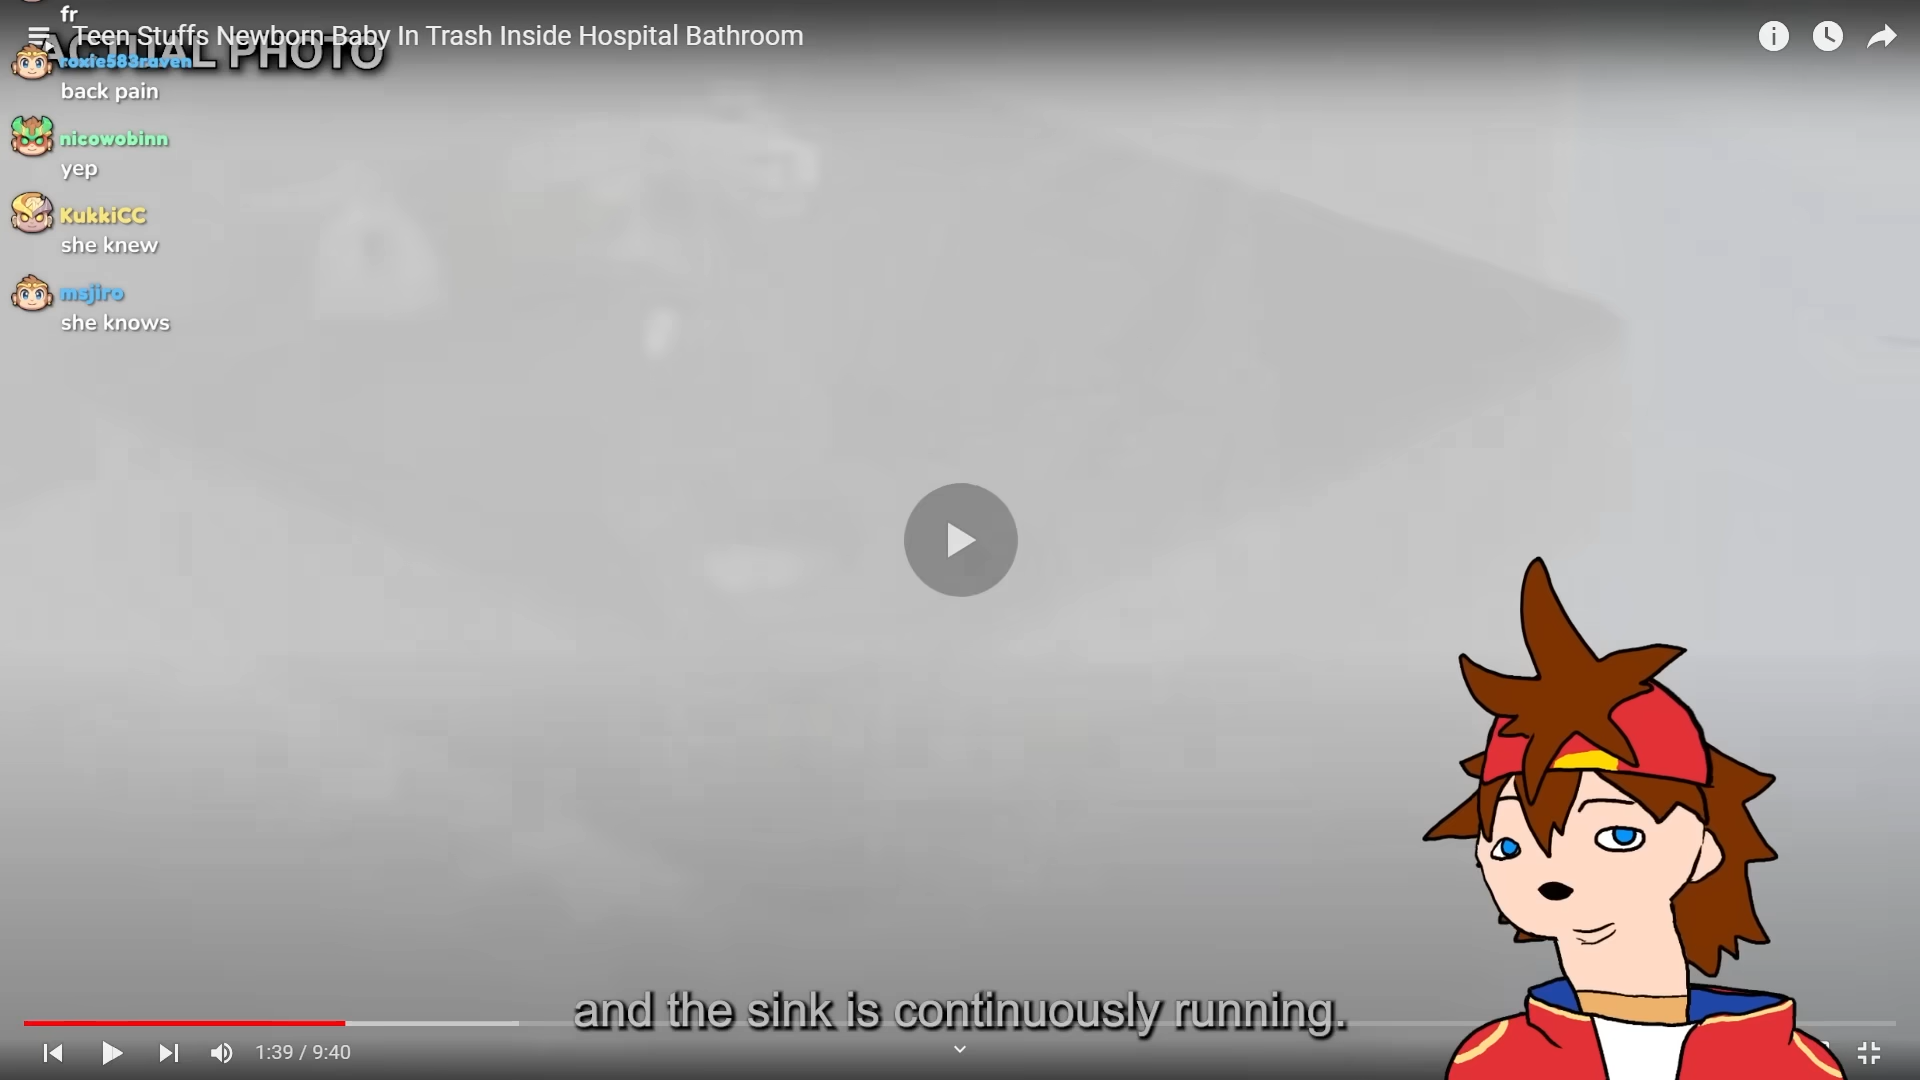 fr
Teen Stuffs Newborn Baby In Trash Inside Hospital Bathroom
ACTUAL PHOTO
roxie583raven
back pain
nicowobinn
yep
KukkiCC
she knew
msjiro
she knows
and the sink is continuously running.
1:39 / 9:40